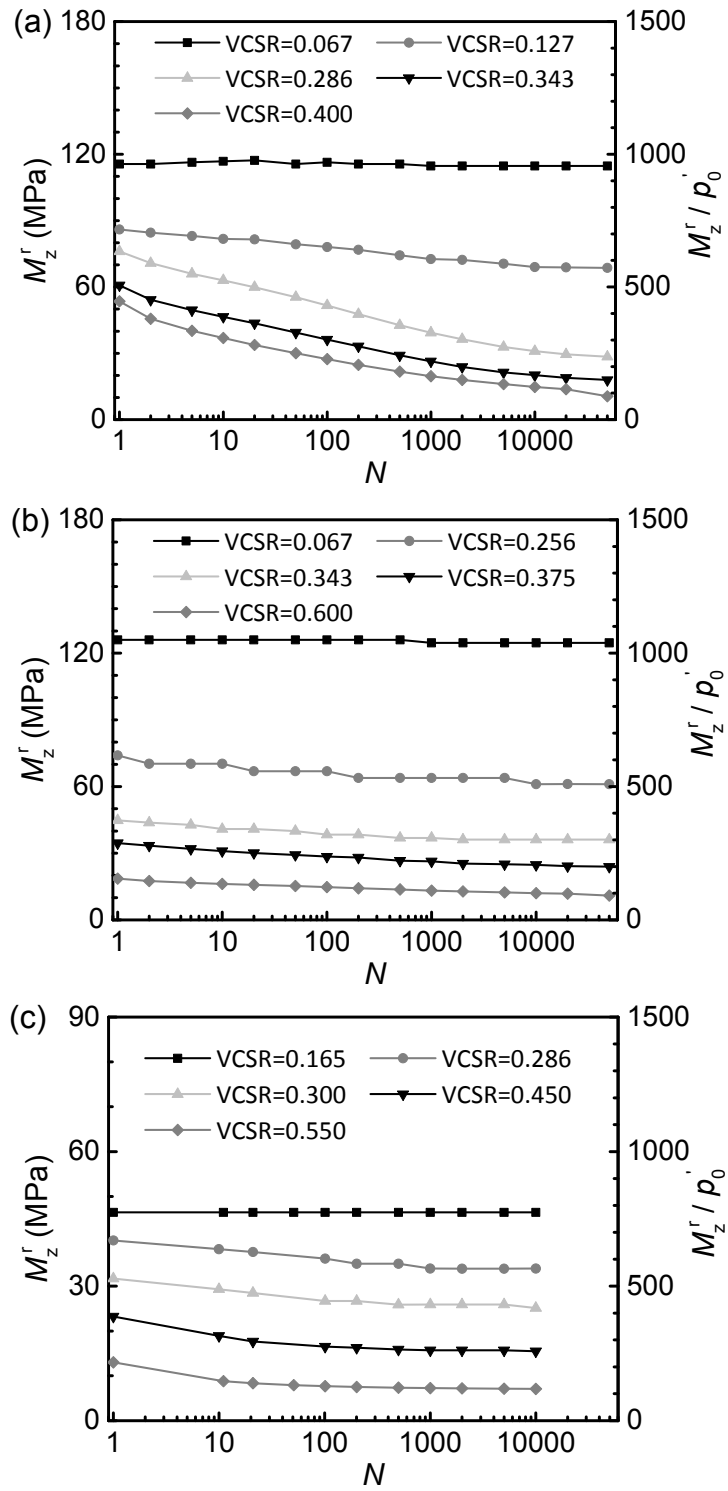 (a)
180
1500
VCSR=0.067 VCSR=0.127
VCSR=0.286 VCSR=0.343
VCSR=0.400
120
1000
60
500
0
0
M_z^r (MPa)
M_z^r / p_0^'
1 10 100 1000 10000
N
(b)
180
1500
VCSR=0.067 VCSR=0.256
VCSR=0.343 VCSR=0.375
VCSR=0.600
120
1000
60
500
0
0
M_z^r (MPa)
M_z^r / p_0^'
1 10 100 1000 10000
N
(c)
90
1500
VCSR=0.165 VCSR=0.286
VCSR=0.300 VCSR=0.450
VCSR=0.550
60
1000
30
500
0
0
M_z^r (MPa)
M_z^r / p_0^'
1 10 100 1000 10000
N